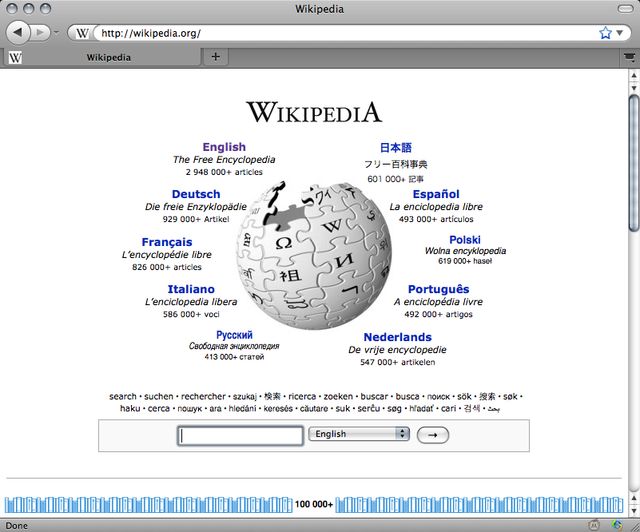 Wikipedia
http://wikipedia.org/
Wikipedia
WIKIPEDIA
English
The Free Encyclopedia
2 948 000+ articles
日本語
フリー百科事典
601 000+ 記事
Deutsch
Die freie Enzyklopädie
929 000+ Artikel
Español
La enciclopedia libre
493 000+ artículos
Français
L'encyclopédie libre
826 000+ articles
Polski
Wolna encyklopedia
619 000+ haseł
Italiano
L'enciclopedia libera
586 000+ voci
Português
A enciclopédia livre
492 000+ artigos
Русский
Свободная энциклопедия
413 000+ статей
Nederlands
De vrije encyclopedie
547 000+ artikelen
Ω W
祖 И
search • suchen • rechercher • szukaj • 検索 • ricerca • zoeken • buscar • busca • поиск • sök • 搜索 • søk •
haku • cerca • пошук • ara • hledání • keresés • căutare • suk • serĉu • søg • hľadať • cari • 검색 •
English →
100 000+
Done